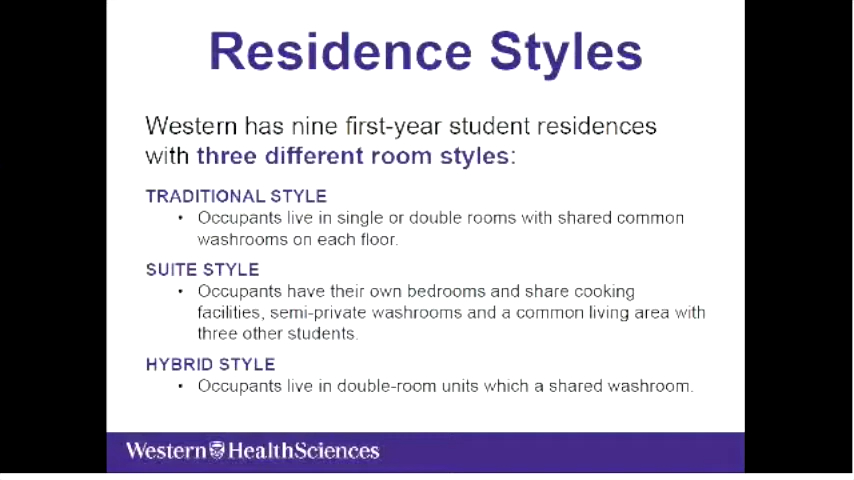 Residence Styles
Western has nine first-year student residences
with three different room styles:
TRADITIONAL STYLE
• Occupants live in single or double rooms with shared common
washrooms on each floor.
SUITE STYLE
• Occupants have their own bedrooms and share cooking
facilities, semi-private washrooms and a common living area with
three other students.
HYBRID STYLE
• Occupants live in double-room units which a shared washroom.
Western HealthSciences